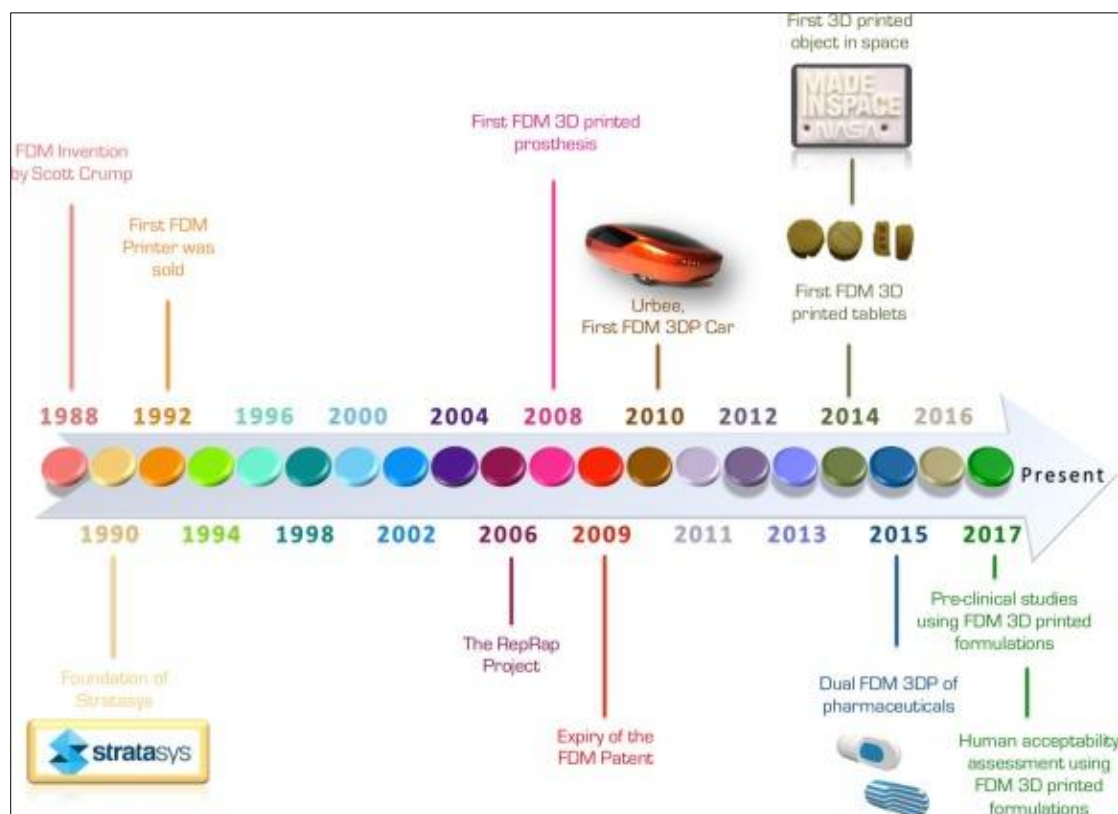 First 3D printed
object in space
MADE
INSPACE
NASA
First FDM 3D printed
prosthesis
FDM Invention
by Scott Crump
First FDM
Printer was
sold
Urbee,
First FDM 3DP Car
First FDM 3D
printed tablets
1988
1992
1996
2000
2004
2008
2010
2012
2014
2016
Present
1990
1994
1998
2002
2006
2009
2011
2013
2015
2017
Foundation of
Stratasys
stratasys
The RepRap
Project
Expiry of the
FDM Patent
Dual FDM 3DP of
pharmaceuticals
Pre-clinical studies
using FDM 3D printed
formulations
Human acceptability
assessment using
FDM 3D printed
formulations